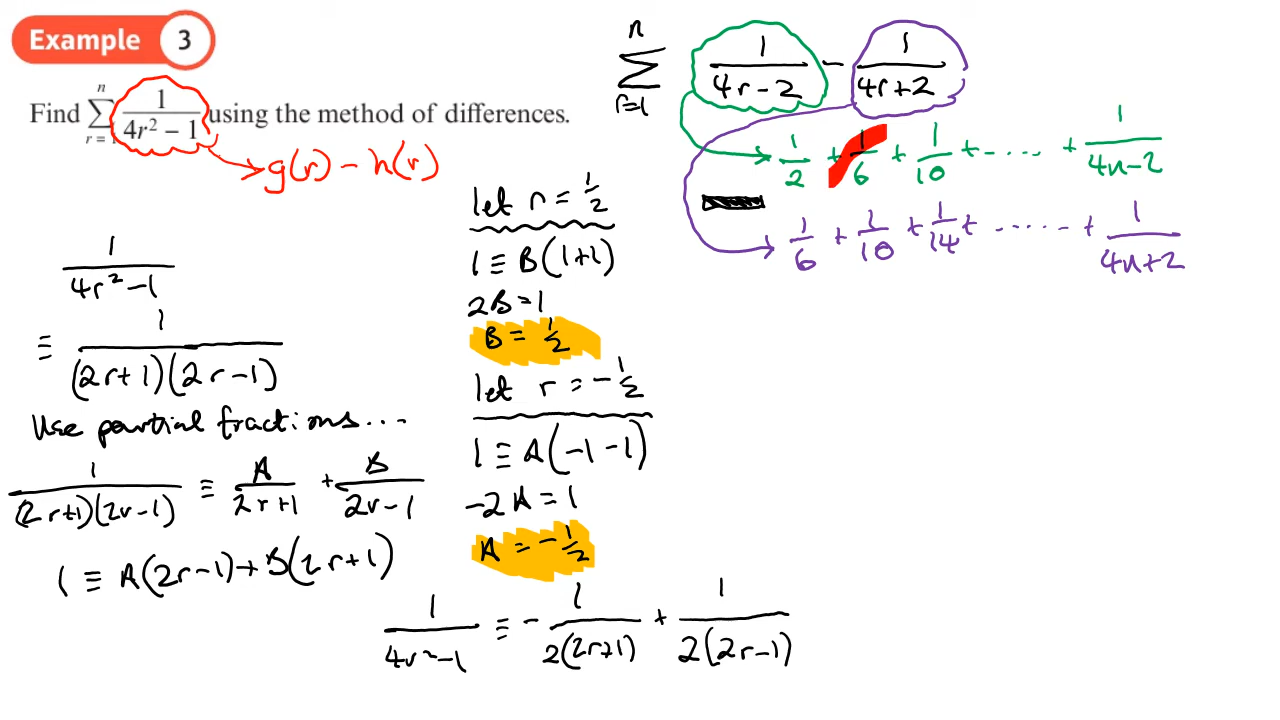 Example 3
Find ∑_{r=1}^{n} 1/(4r² − 1) using the method of differences.
→ g(r) − h(r)
1/(4r² − 1)
≡ 1/((2r+1)(2r−1))
Use partial fractions...
1/((2r+1)(2r−1)) ≡ A/(2r+1) + B/(2r−1)
1 ≡ A(2r−1) + B(2r+1)
let r = 1/2
1 ≡ B(1+1)
2B = 1
B = 1/2
let r = −1/2
1 ≡ A(−1−1)
−2A = 1
A = −1/2
1/(4r²−1) ≡ −1/(2(2r+1)) + 1/(2(2r−1))
∑_{r=1}^{n} 1/(4r−2) − 1/(4r+2)
→ 1/2 + 1/6 + 1/10 + ---- + 1/(4n−2)
→ 1/6 + 1/10 + 1/14 + ...... + 1/(4n+2)